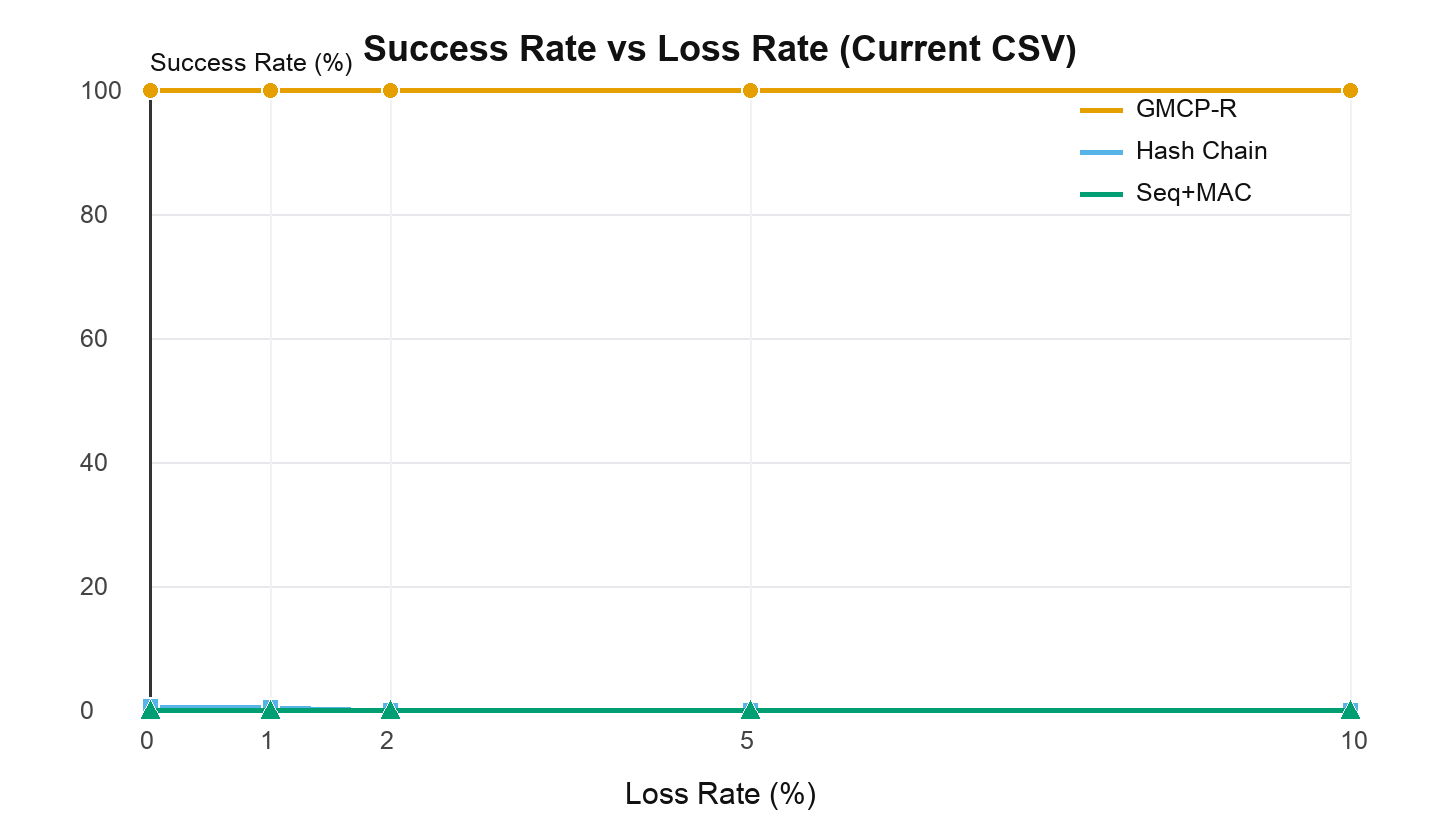 Success Rate vs Loss Rate (Current CSV)
Success Rate (%)
100
80
60
40
20
0
GMCP-R
Hash Chain
Seq+MAC
0 1 2 5 10
Loss Rate (%)